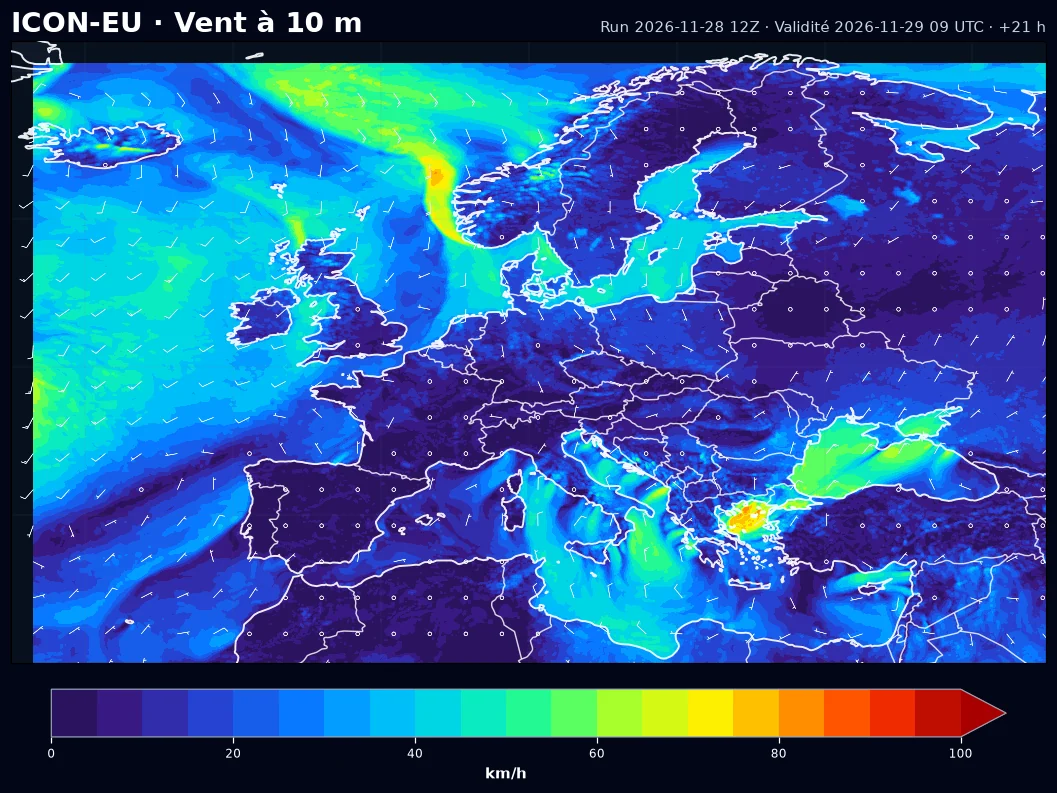 ICON-EU · Vent à 10 m
Run 2026-11-28 12Z · Validité 2026-11-29 09 UTC · +21 h
0 20 40 60 80 100
km/h